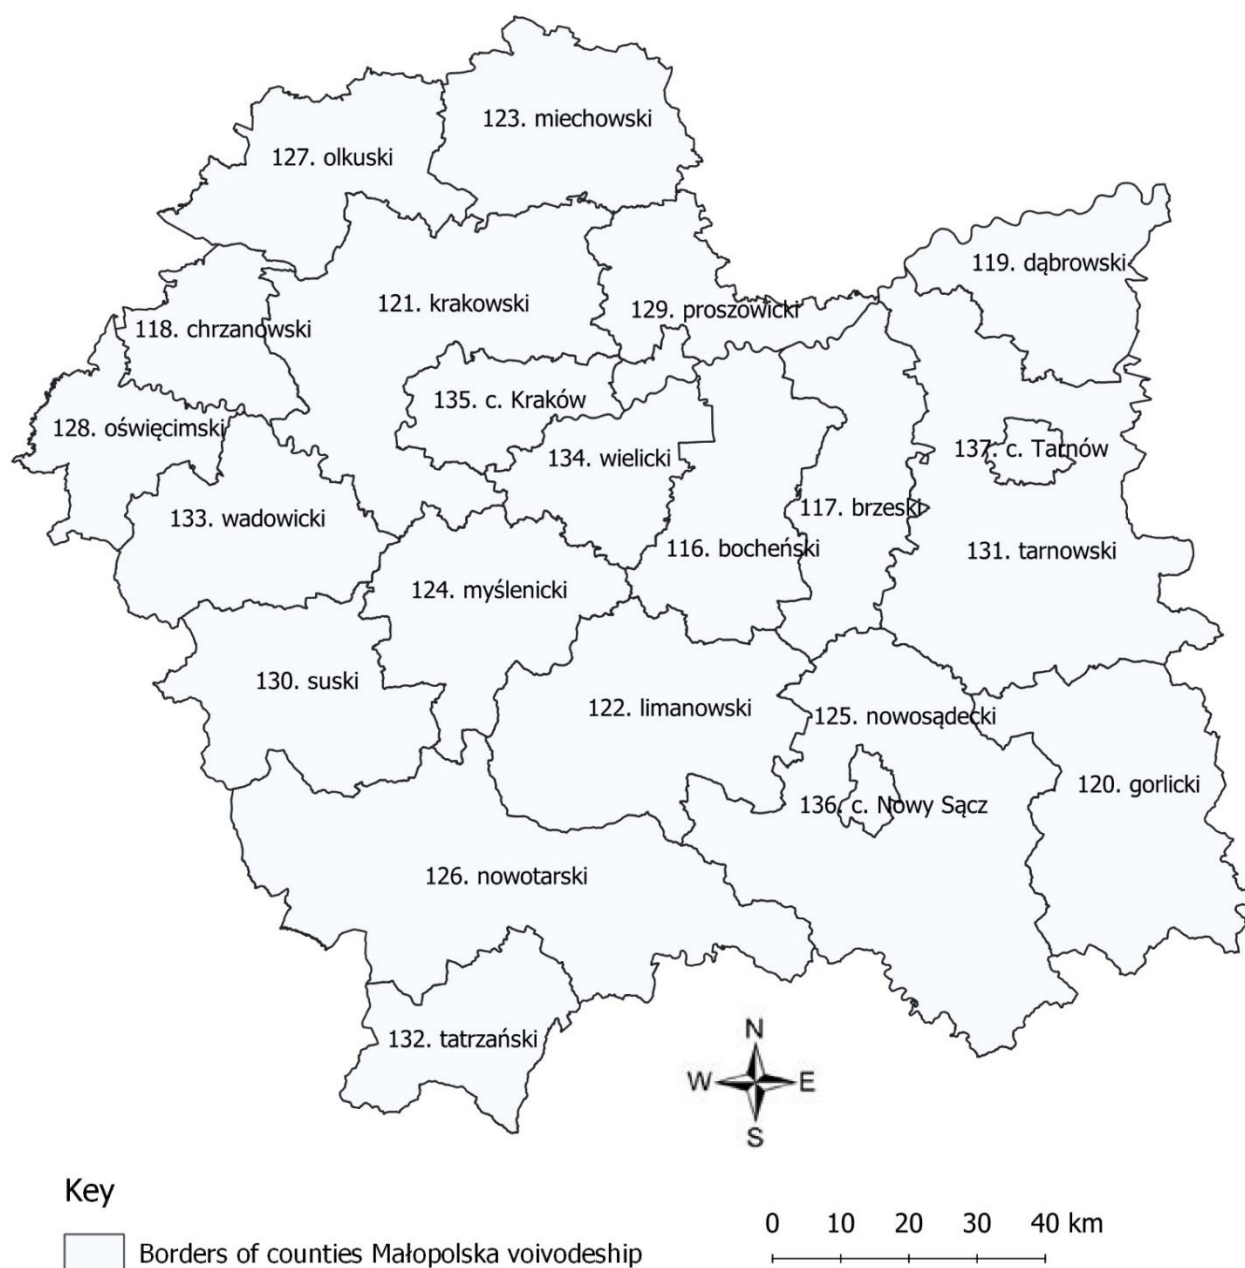 123. miechowski
127. olkuski
119. dąbrowski
121. krakowski
129. proszowicki
118. chrzanowski
135. c. Kraków
128. oświęcimski
137. c. Tarnów
134. wielicki
117. brzeski
133. wadowicki
116. bocheński
131. tarnowski
124. myślenicki
130. suski
122. limanowski
125. nowosądecki
120. gorlicki
136. c. Nowy Sącz
126. nowotarski
132. tatrzański
N
W E
S
Key
Borders of counties Małopolska voivodeship
0 10 20 30 40 km